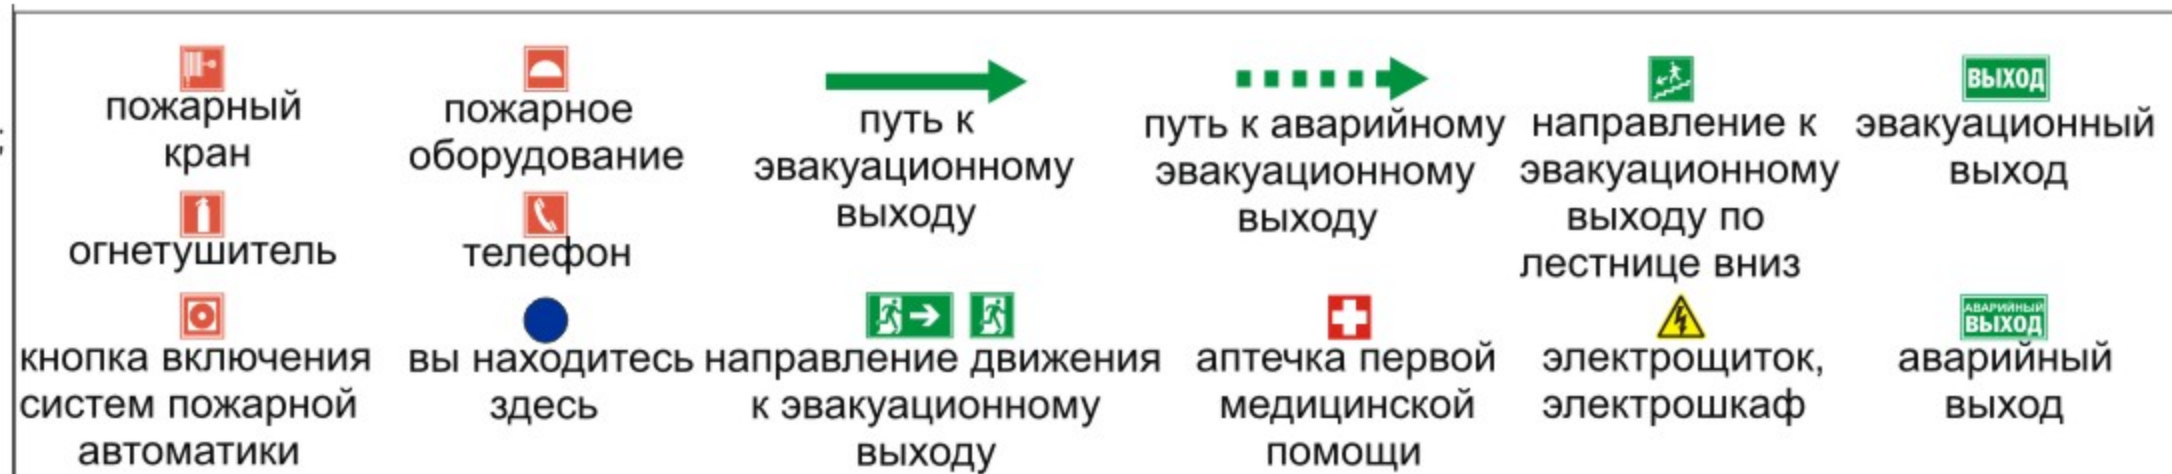 пожарный
кран
пожарное
оборудование
путь к
эвакуационному
выходу
путь к аварийному
эвакуационному
выходу
направление к
эвакуационному
выходу по
лестнице вниз
ВЫХОД
эвакуационный
выход
огнетушитель
телефон
кнопка включения
систем пожарной
автоматики
вы находитесь
здесь
направление движения
к эвакуационному
выходу
аптечка первой
медицинской
помощи
электрощиток,
электрошкаф
АВАРИЙНЫЙ
ВЫХОД
аварийный
выход